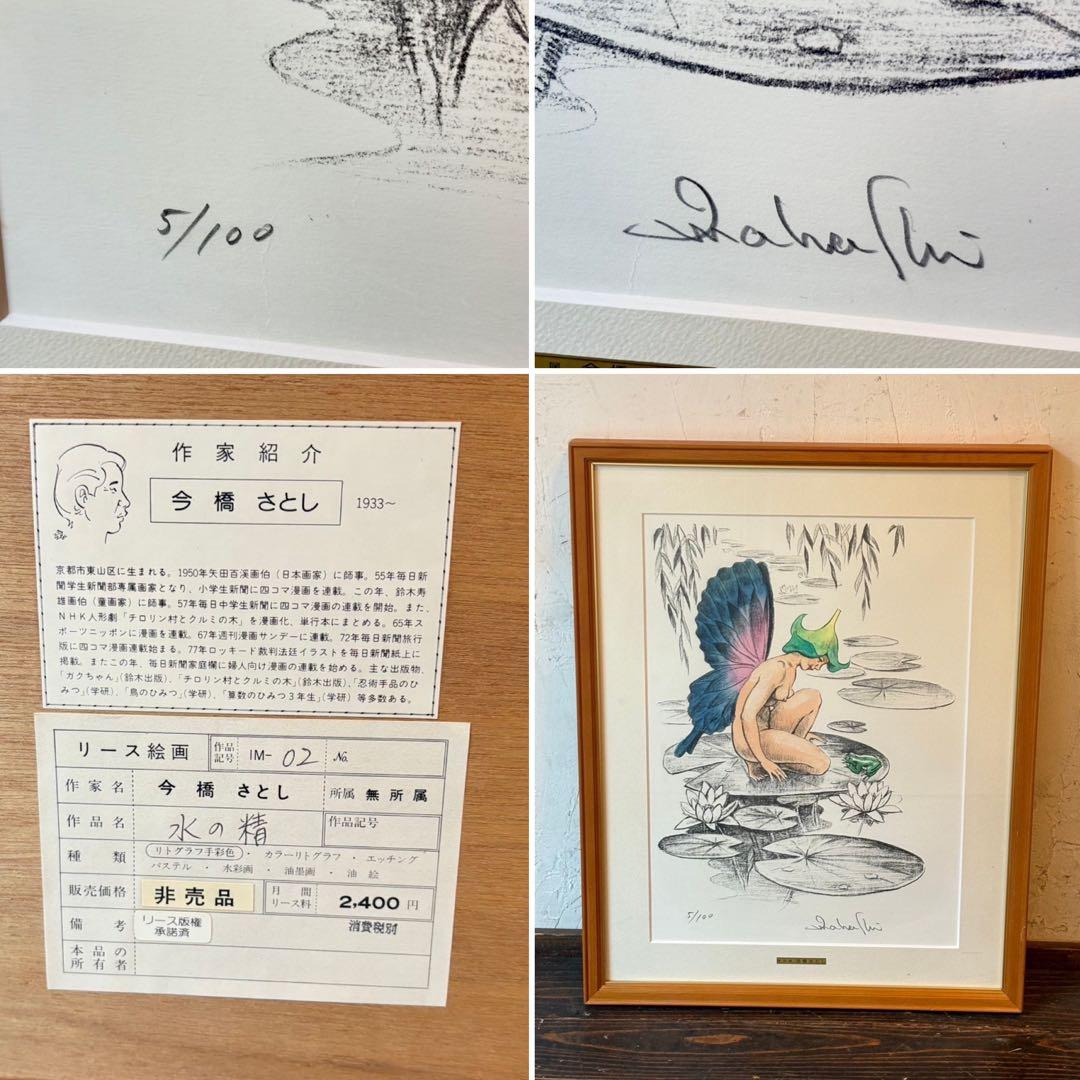 5/100
作家紹介
今橋 さとし 1933〜
京都市東山区に生まれる。1950年矢田百渓画伯（日本画家）に師事。55年毎日新
聞学生新聞部専属画家となり、小学生新聞に四コマ漫画を連載。この年、鈴木寿
雄画伯（童画家）に師事。57年毎日中学生新聞に四コマ漫画の連載を開始。また、
ＮＨＫ人形劇「チロリン村とクルミの木」を漫画化、単行本にまとめる。65年ス
ポーツニッポンに漫画を連載。67年週刊漫画サンデーに連載。72年毎日新聞旅行
版に四コマ漫画連載始まる。77年ロッキード裁判法廷イラストを毎日新聞紙上に
掲載。またこの年、毎日新聞家庭欄に婦人向け漫画の連載を始める。主な出版物、
「ガクちゃん」(鈴木出版)、「チロリン村とクルミの木」(鈴木出版)、「忍術手品のひ
みつ」(学研)、「鳥のひみつ」(学研)、「算数のひみつ３年生」(学研) 等多数ある。
リース絵画 作品記号 IM- 02 No.
作家名 今橋 さとし 所属 無所属
作品名 水の精 作品記号
種類 リトグラフ手彩色・カラーリトグラフ・エッチング
パステル・水彩画・油墨画・油絵
販売価格 非売品 月間リース料 2,400円
備考 リース版権承諾済 消費税別
本品の所有者
5/100